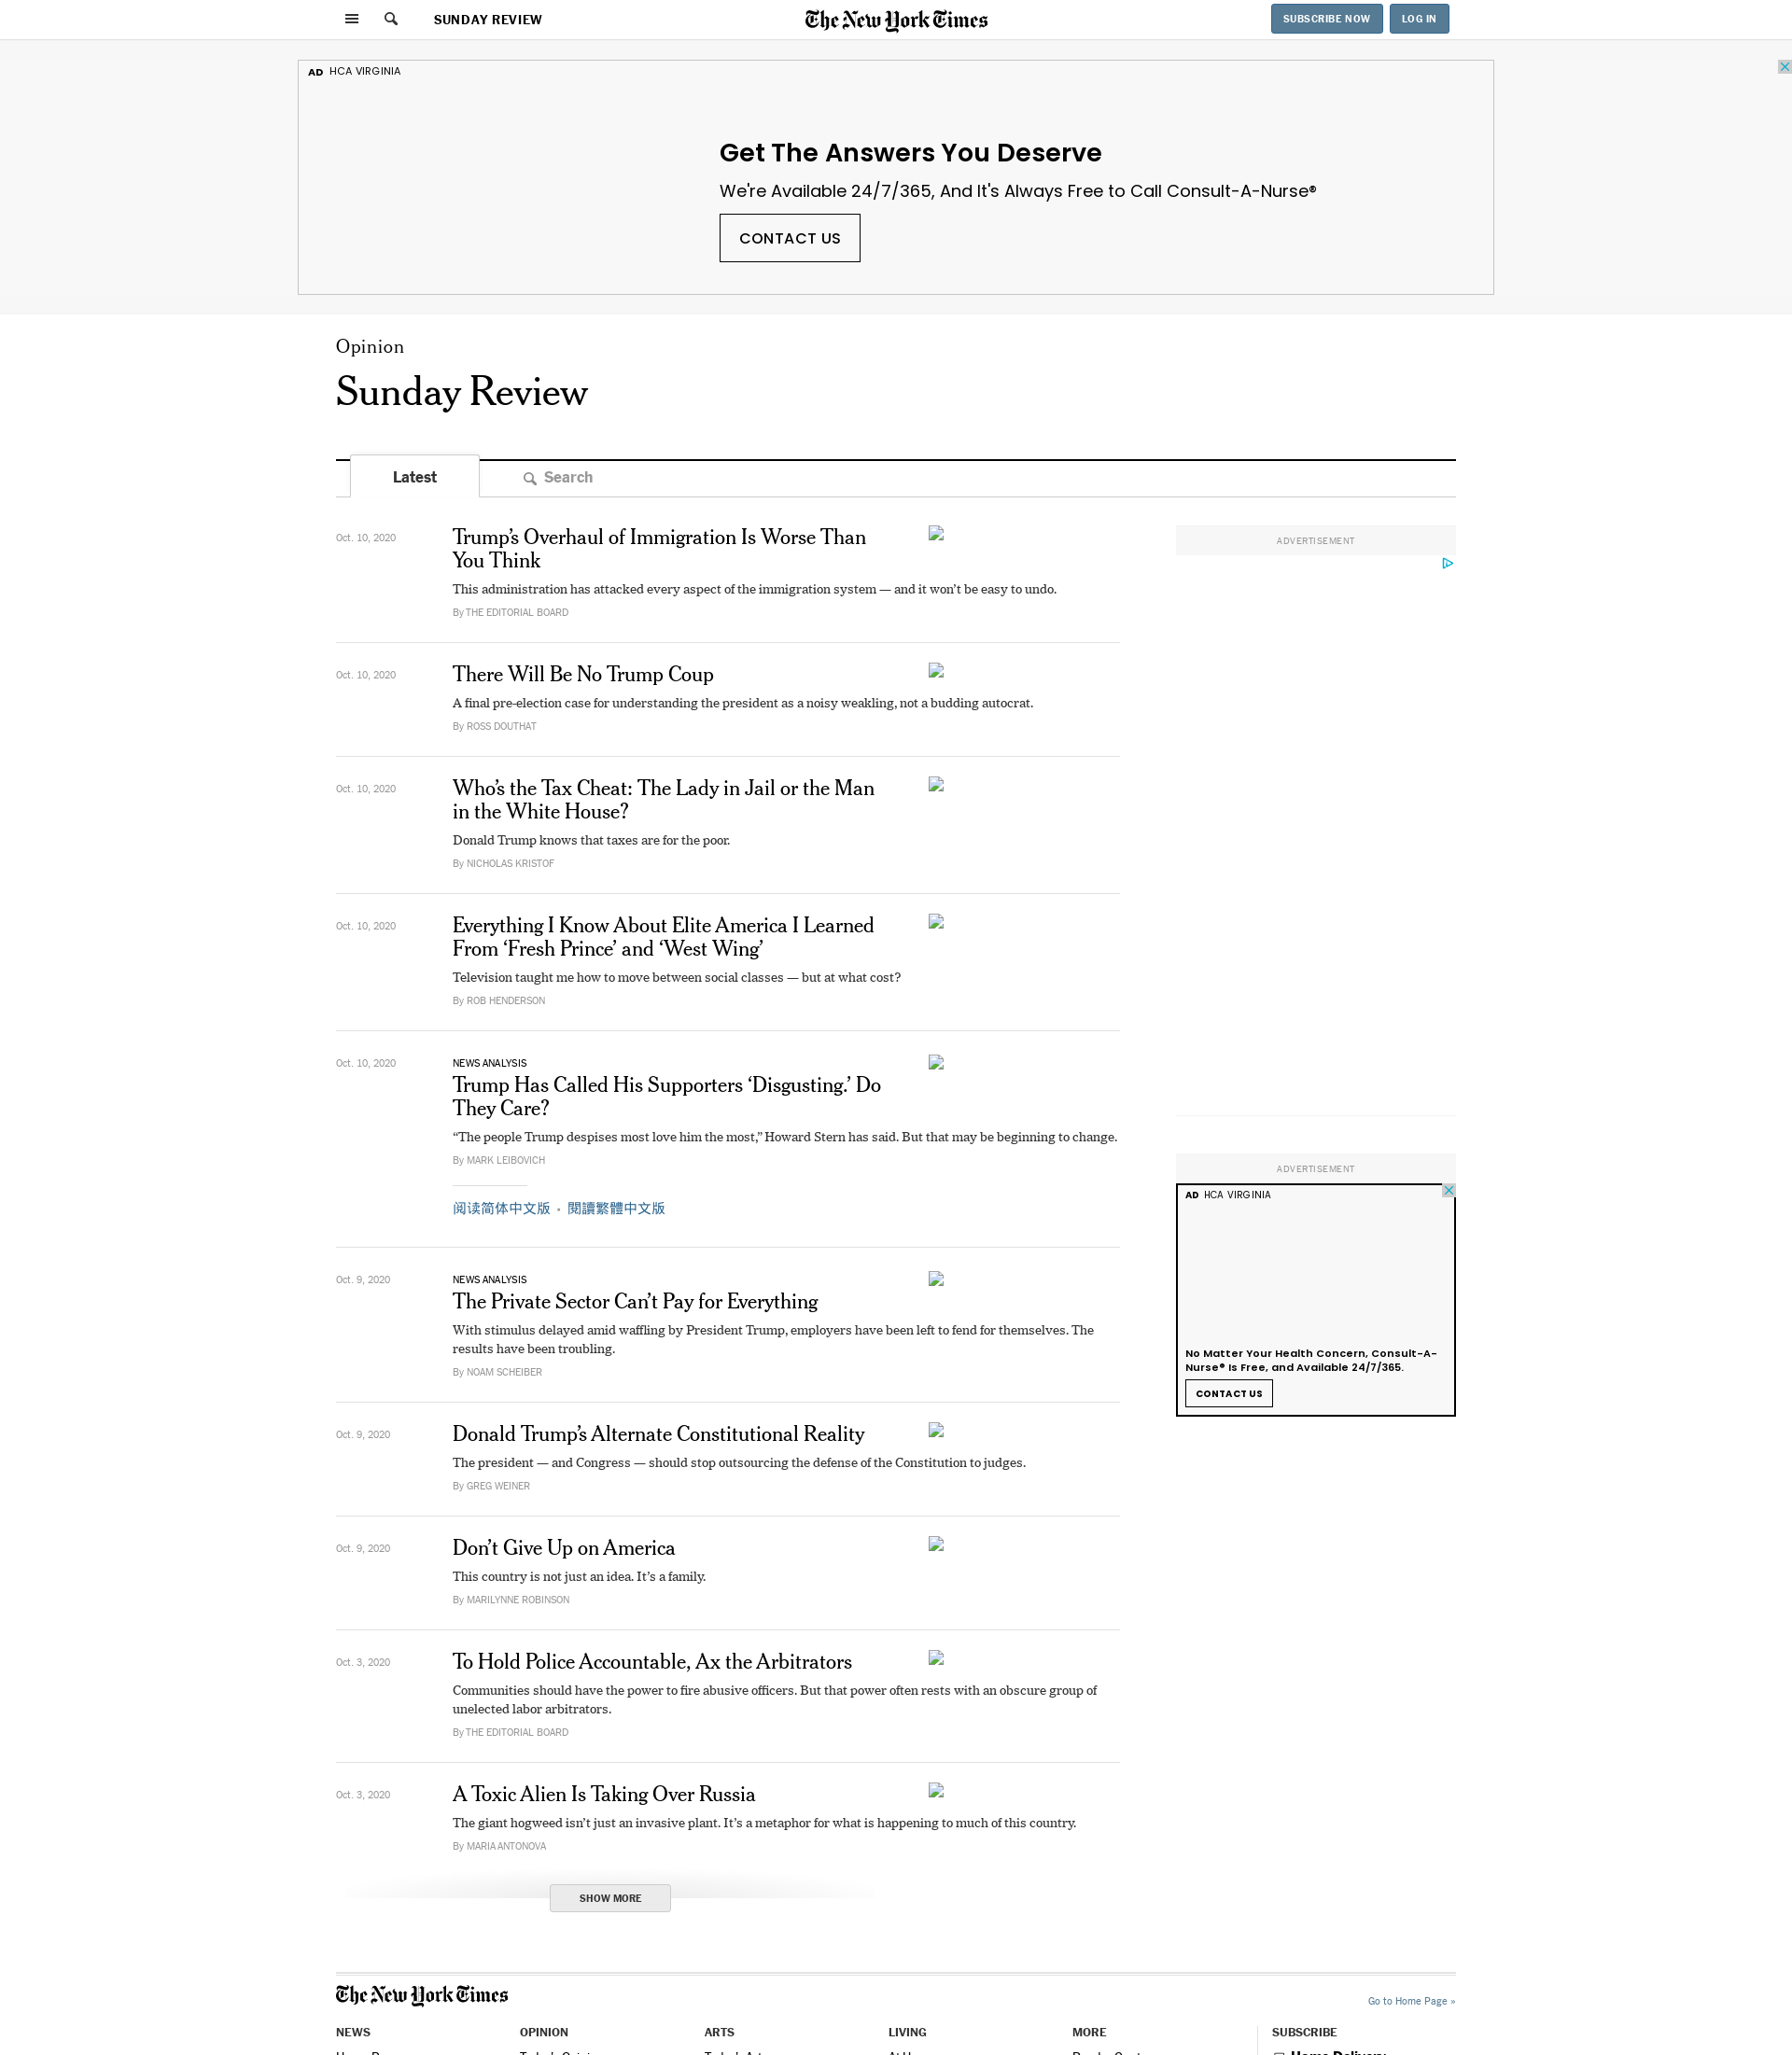 SUNDAY REVIEW
The New York Times
SUBSCRIBE NOW
LOG IN
AD HCA VIRGINIA
Get The Answers You Deserve
We're Available 24/7/365, And It's Always Free to Call Consult-A-Nurse®
CONTACT US
Opinion
Sunday Review
Latest
Search
Oct. 10, 2020
Trump’s Overhaul of Immigration Is Worse Than
You Think
This administration has attacked every aspect of the immigration system — and it won’t be easy to undo.
By THE EDITORIAL BOARD
ADVERTISEMENT
Oct. 10, 2020
There Will Be No Trump Coup
A final pre-election case for understanding the president as a noisy weakling, not a budding autocrat.
By ROSS DOUTHAT
Oct. 10, 2020
Who’s the Tax Cheat: The Lady in Jail or the Man
in the White House?
Donald Trump knows that taxes are for the poor.
By NICHOLAS KRISTOF
Oct. 10, 2020
Everything I Know About Elite America I Learned
From ‘Fresh Prince’ and ‘West Wing’
Television taught me how to move between social classes — but at what cost?
By ROB HENDERSON
Oct. 10, 2020
NEWS ANALYSIS
Trump Has Called His Supporters ‘Disgusting.’ Do
They Care?
“The people Trump despises most love him the most,” Howard Stern has said. But that may be beginning to change.
By MARK LEIBOVICH
阅读简体中文版 • 閱讀繁體中文版
ADVERTISEMENT
AD HCA VIRGINIA
No Matter Your Health Concern, Consult-A-
Nurse® Is Free, and Available 24/7/365.
CONTACT US
Oct. 9, 2020
NEWS ANALYSIS
The Private Sector Can’t Pay for Everything
With stimulus delayed amid waffling by President Trump, employers have been left to fend for themselves. The
results have been troubling.
By NOAM SCHEIBER
Oct. 9, 2020
Donald Trump’s Alternate Constitutional Reality
The president — and Congress — should stop outsourcing the defense of the Constitution to judges.
By GREG WEINER
Oct. 9, 2020
Don’t Give Up on America
This country is not just an idea. It’s a family.
By MARILYNNE ROBINSON
Oct. 3, 2020
To Hold Police Accountable, Ax the Arbitrators
Communities should have the power to fire abusive officers. But that power often rests with an obscure group of
unelected labor arbitrators.
By THE EDITORIAL BOARD
Oct. 3, 2020
A Toxic Alien Is Taking Over Russia
The giant hogweed isn’t just an invasive plant. It’s a metaphor for what is happening to much of this country.
By MARIA ANTONOVA
SHOW MORE
The New York Times
Go to Home Page »
NEWS
OPINION
ARTS
LIVING
MORE
SUBSCRIBE